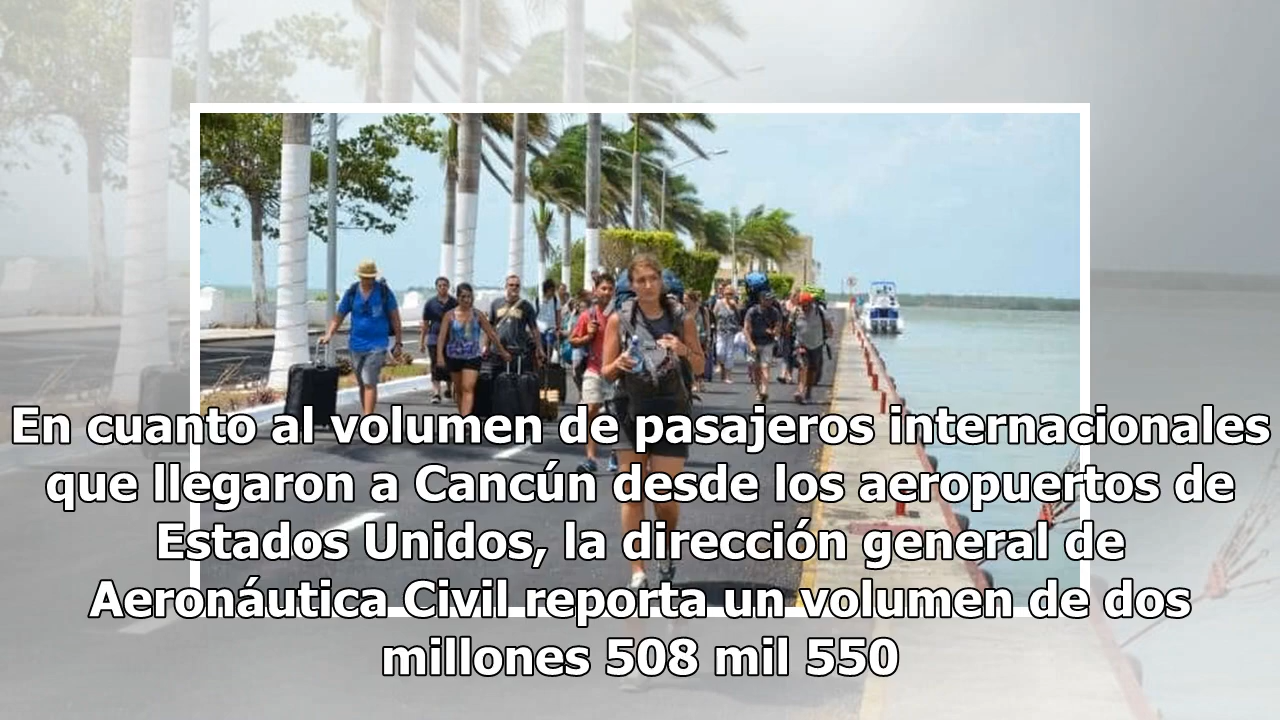 En cuanto al volumen de pasajeros internacionales
que llegaron a Cancún desde los aeropuertos de
Estados Unidos, la dirección general de
Aeronáutica Civil reporta un volumen de dos
millones 508 mil 550